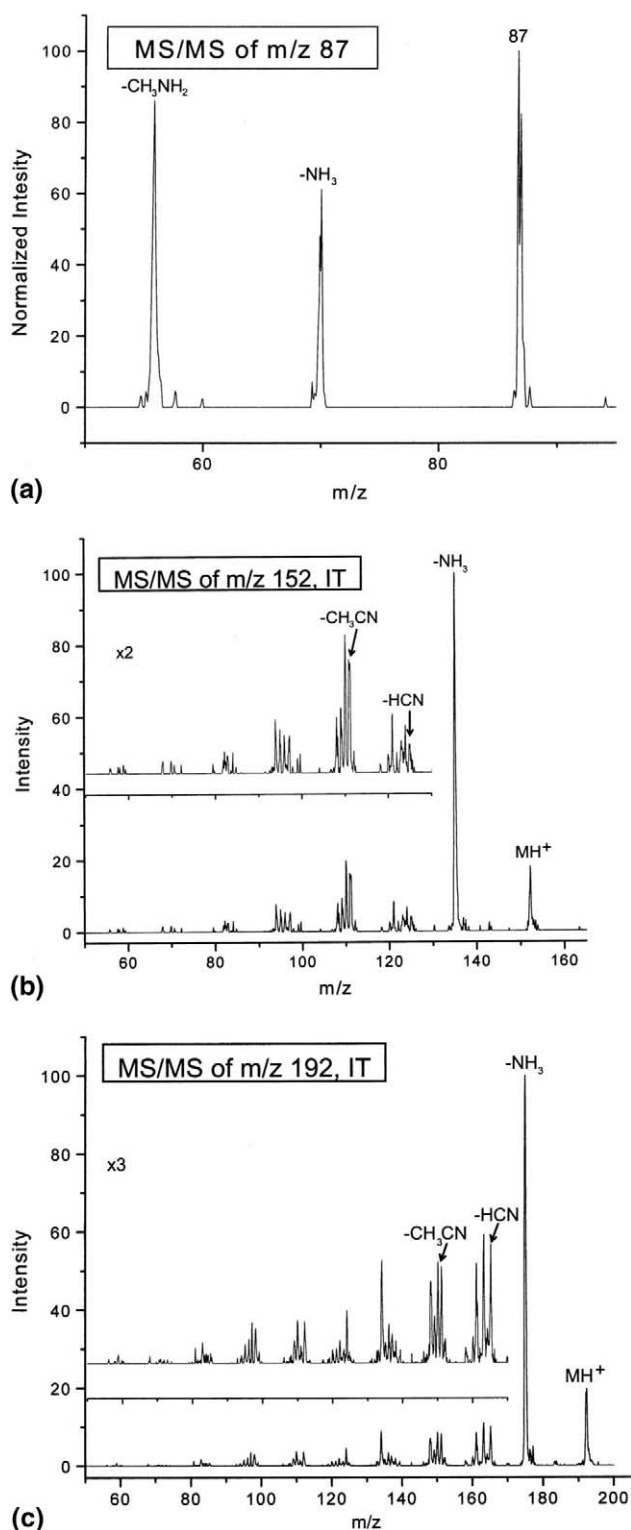 MS/MS of m/z 87
87
-CH₃NH₂
-NH₃
100
80
60
40
20
0
Normalized Intesity
60
80
m/z
(a)
MS/MS of m/z 152, IT
-NH₃
100
80
60
40
20
0
Intensity
x2
-CH₃CN
-HCN
MH⁺
60
80
100
120
140
160
m/z
(b)
MS/MS of m/z 192, IT
-NH₃
100
80
60
40
20
0
Intensity
x3
-CH₃CN
-HCN
MH⁺
60
80
100
120
140
160
180
200
m/z
(c)